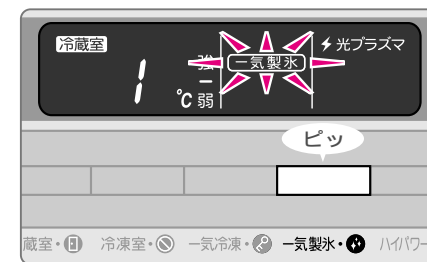 冷蔵室
強
一気製氷
光プラズマ
1
℃
弱
ピッ
蔵室・
冷凍室・
一気冷凍・
一気製氷・
ハイパワー